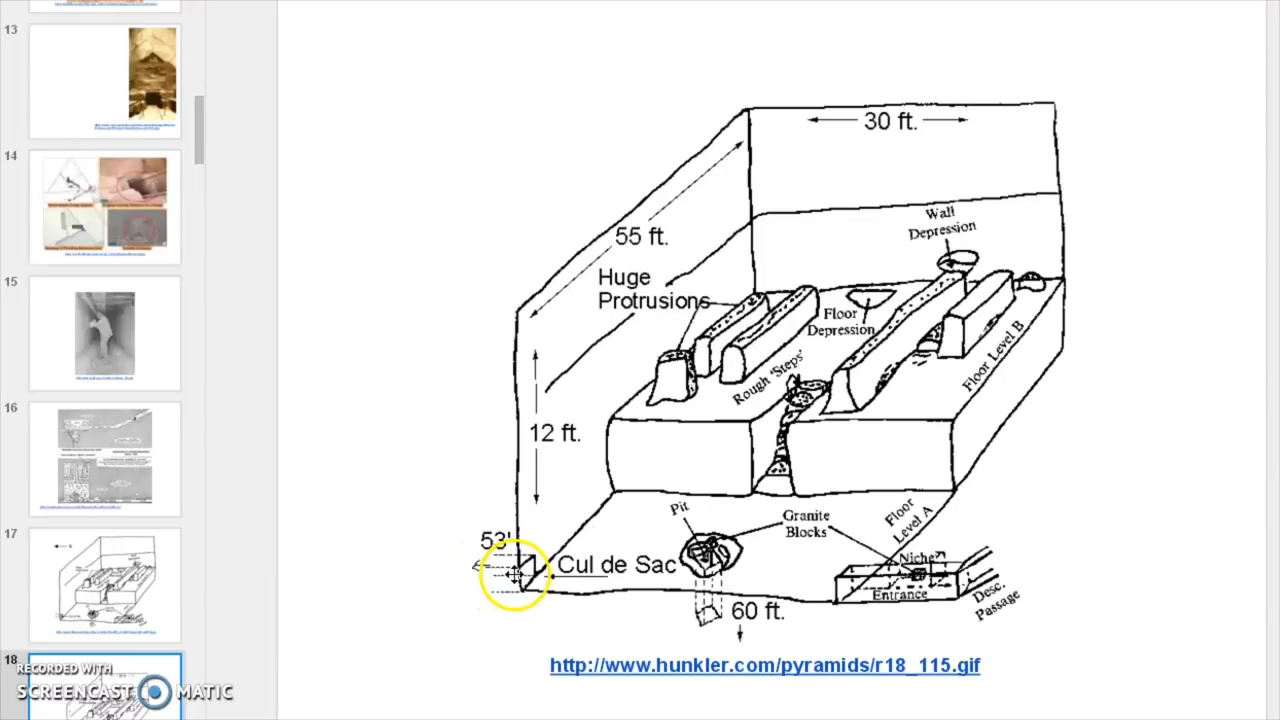 13
14
15
16
17
18
30 ft.
Wall
Depression
55 ft.
Huge
Protrusions
Floor
Depression
Floor Level B
Rough 'Steps'
12 ft.
Pit
Granite
Blocks
Floor
Level A
53'
Cul de Sac
Niche
Entrance
Desc.
Passage
60 ft.
http://www.hunkler.com/pyramids/r18_115.gif
RECORDED WITH
SCREENCAST MATIC